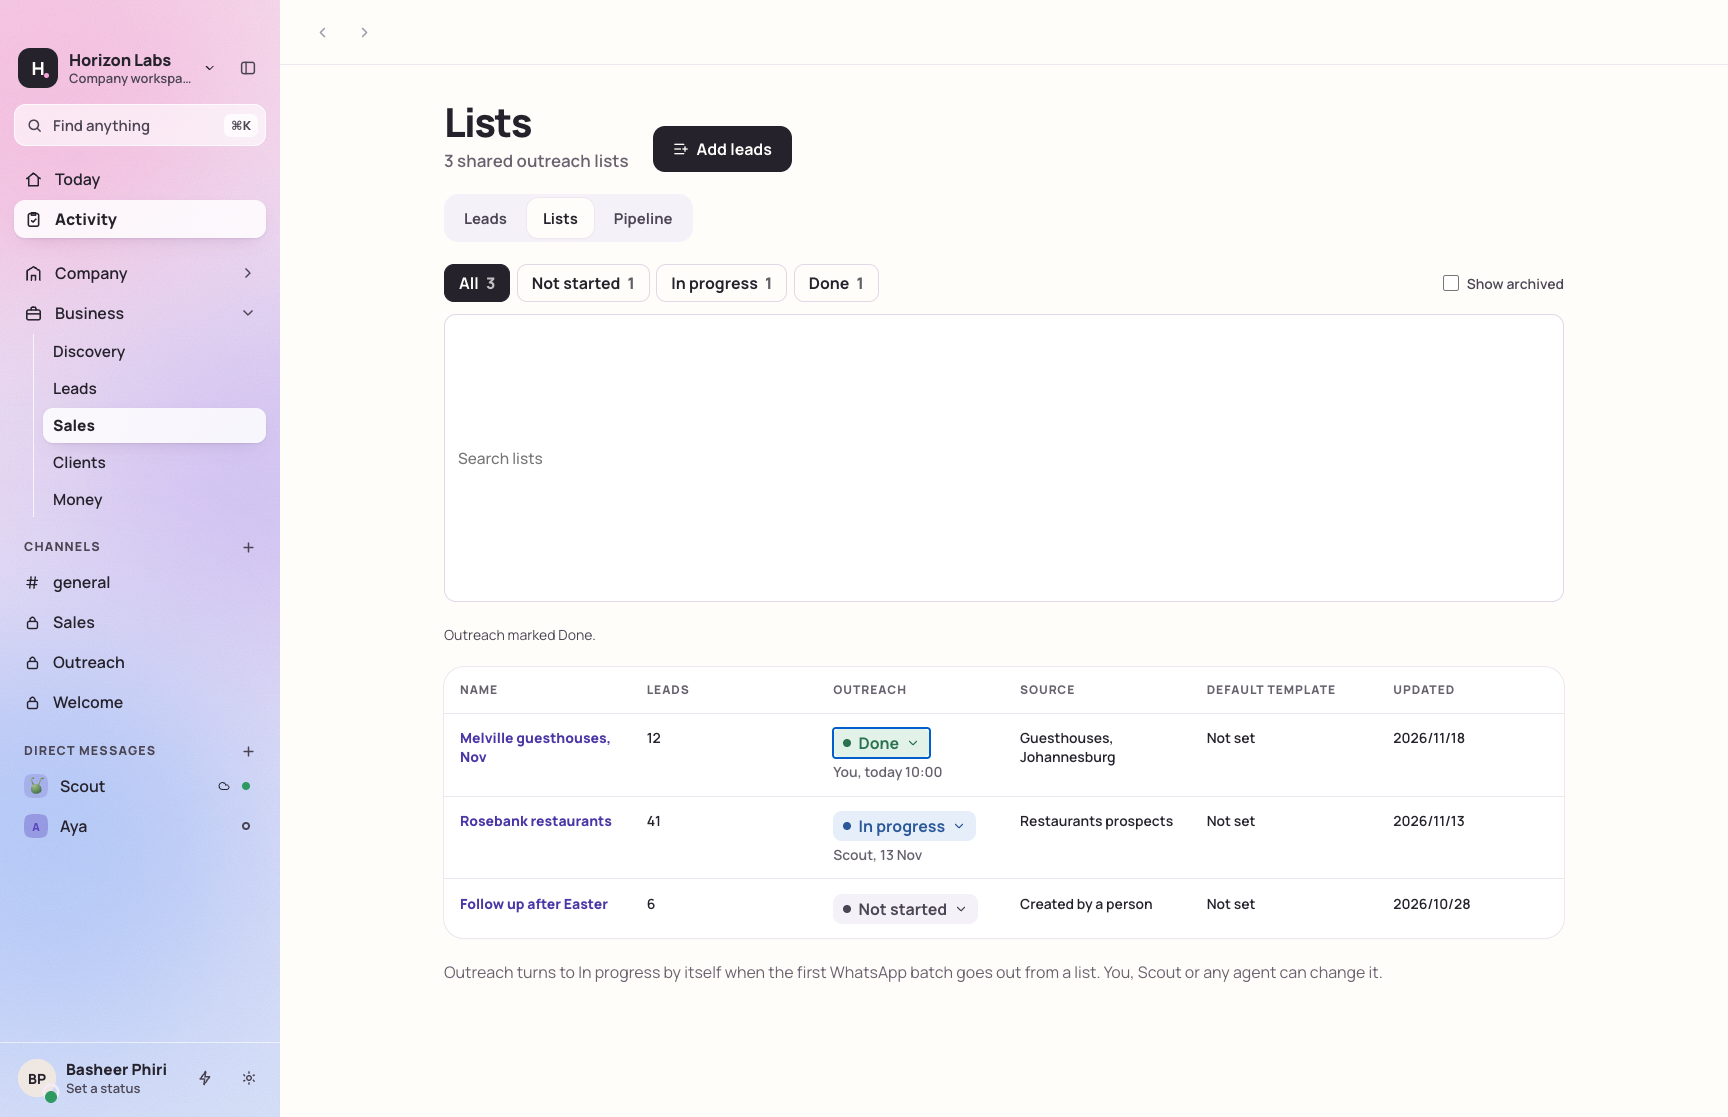 H.
Horizon Labs
Company workspa...
Find anything
⌘K
Today
Activity
Company
Business
Discovery
Leads
Sales
Clients
Money
CHANNELS
# general
Sales
Outreach
Welcome
DIRECT MESSAGES
Scout
A Aya
BP
Basheer Phiri
Set a status
Lists
3 shared outreach lists
Add leads
Leads Lists Pipeline
All 3 Not started 1 In progress 1 Done 1 Show archived
Search lists
Outreach marked Done.
NAME LEADS OUTREACH SOURCE DEFAULT TEMPLATE UPDATED
Melville guesthouses, 12 Done Guesthouses, Not set 2026/11/18
Nov Johannesburg
You, today 10:00
Rosebank restaurants 41 In progress Restaurants prospects Not set 2026/11/13
Scout, 13 Nov
Follow up after Easter 6 Not started Created by a person Not set 2026/10/28
Outreach turns to In progress by itself when the first WhatsApp batch goes out from a list. You, Scout or any agent can change it.